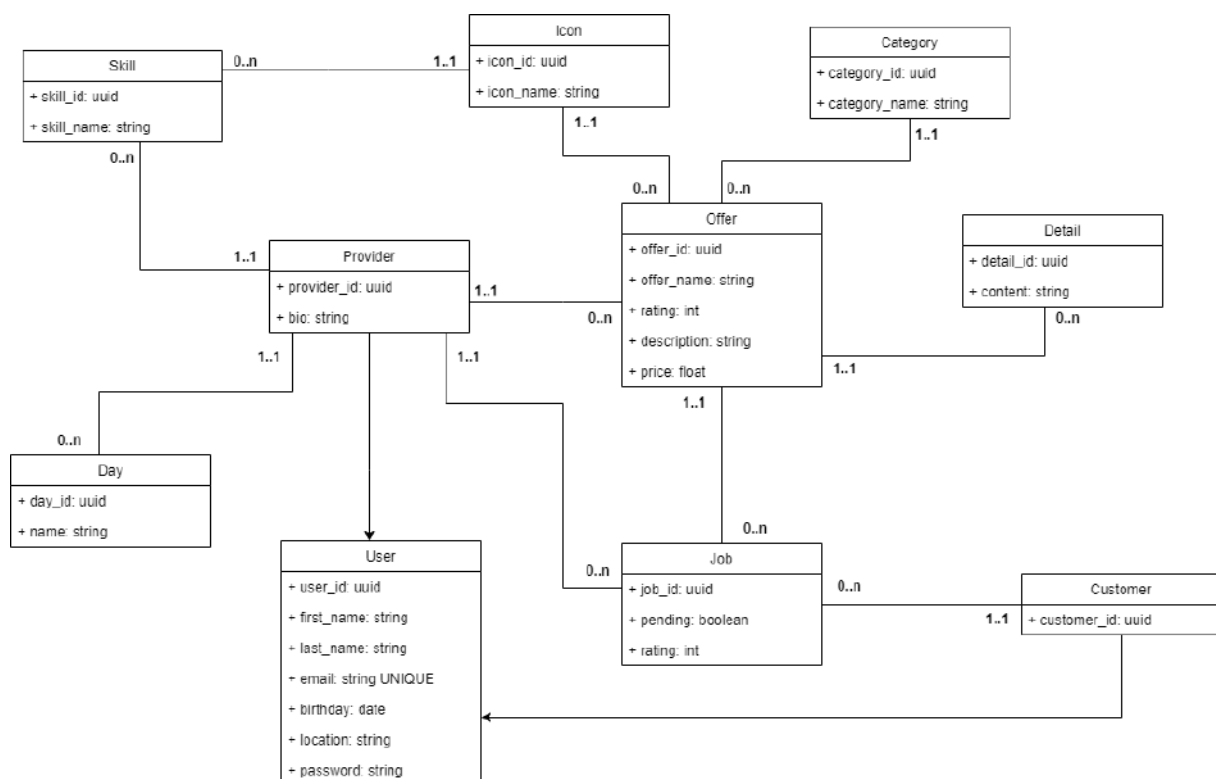 Icon
+ icon_id: uuid
+ icon_name: string
1..1
Category
+ category_id: uuid
+ category_name: string
1..1
Skill
+ skill_id: uuid
+ skill_name: string
0..n
1..1
0..n
0..n
0..n
Offer
+ offer_id: uuid
+ offer_name: string
+ rating: int
+ description: string
+ price: float
1..1
Detail
+ detail_id: uuid
+ content: string
0..n
1..1
1..1
Provider
+ provider_id: uuid
+ bio: string
1..1
0..n
1..1
1..1
0..n
Day
+ day_id: uuid
+ name: string
User
+ user_id: uuid
+ first_name: string
+ last_name: string
+ email: string UNIQUE
+ birthday: date
+ location: string
+ password: string
0..n
0..n
Job
+ job_id: uuid
+ pending: boolean
+ rating: int
0..n
1..1
Customer
+ customer_id: uuid